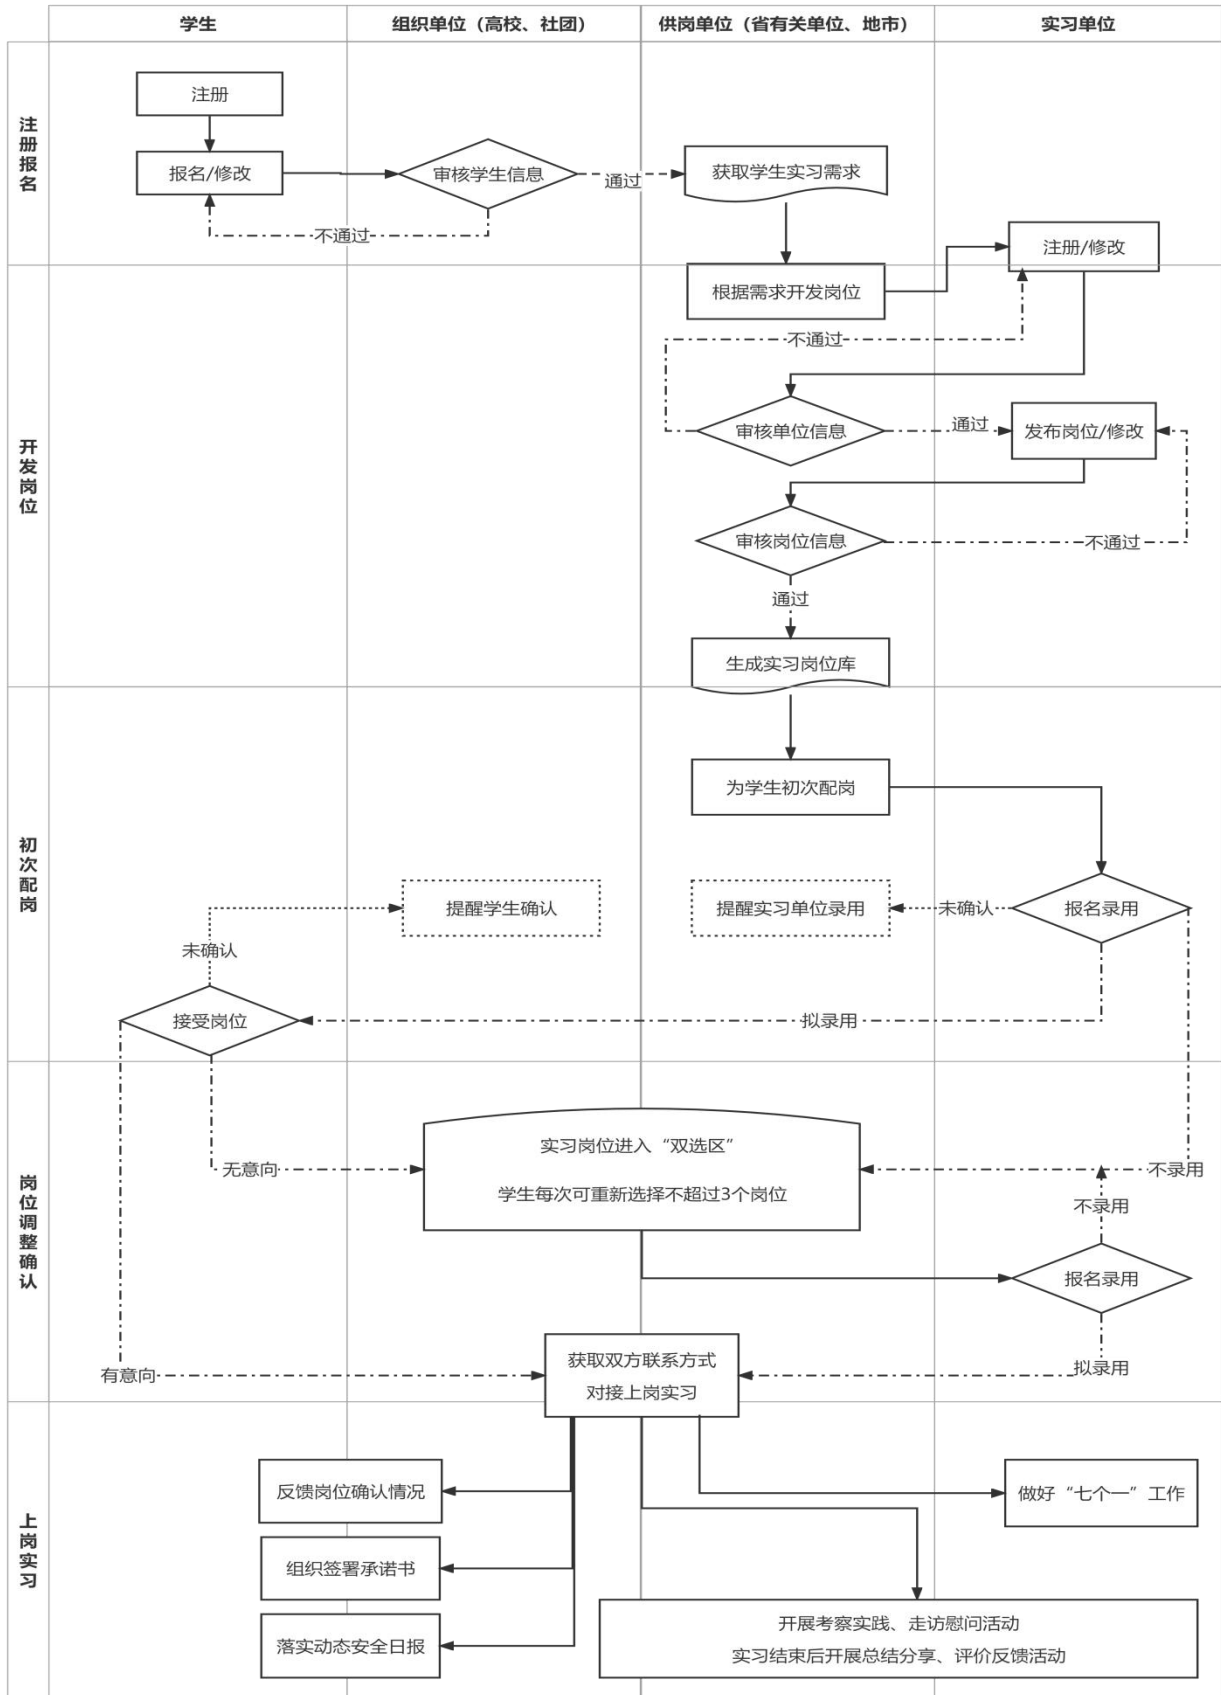 学生
组织单位（高校、社团）
供岗单位（省有关单位、地市）
实习单位
注册报名
注册
报名/修改
审核学生信息
通过
获取学生实习需求
不通过
注册/修改
开发岗位
根据需求开发岗位
不通过
审核单位信息
通过
发布岗位/修改
审核岗位信息
不通过
通过
生成实习岗位库
初次配岗
为学生初次配岗
提醒学生确认
提醒实习单位录用
未确认
报名录用
未确认
接受岗位
拟录用
岗位调整确认
实习岗位进入“双选区”
无意向
不录用
学生每次可重新选择不超过3个岗位
不录用
报名录用
获取双方联系方式
有意向
拟录用
对接上岗实习
上岗实习
反馈岗位确认情况
做好“七个一”工作
组织签署承诺书
开展考察实践、走访慰问活动
落实动态安全日报
实习结束后开展总结分享、评价反馈活动